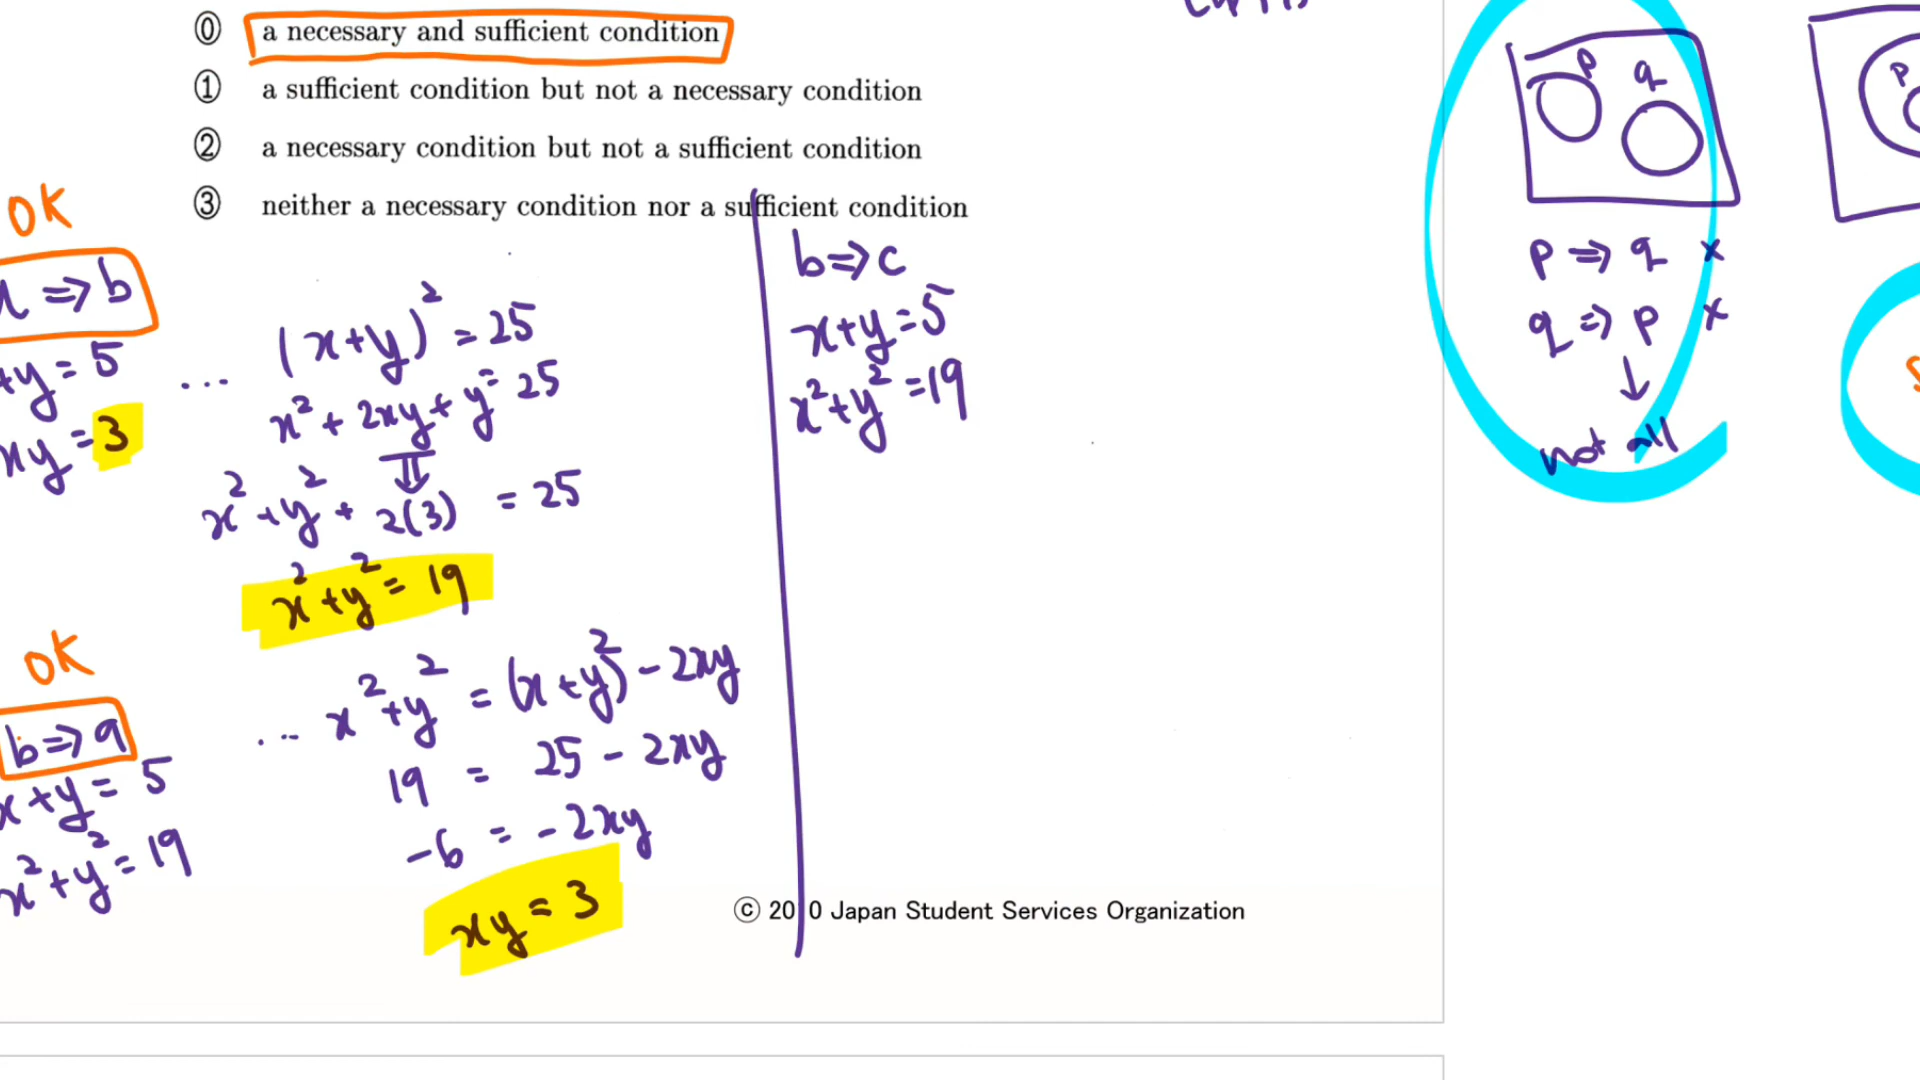 ⓪ a necessary and sufficient condition
① a sufficient condition but not a necessary condition
② a necessary condition but not a sufficient condition
③ neither a necessary condition nor a sufficient condition
OK
⇒ b
+y = 5
xy = 3
... (x+y)² = 25
x² + 2xy + y² = 25
x² + y² + 2(3) = 25
x² + y² = 19
OK
b ⇒ a
x + y = 5
x² + y² = 19
... x² + y² = (x + y)² - 2xy
19 = 25 - 2xy
-6 = -2xy
xy = 3
b ⇒ c
x + y = 5
x² + y² = 19
© 2010 Japan Student Services Organization
p q
p ⇒ q x
q ⇒ p x
↓
not all
p